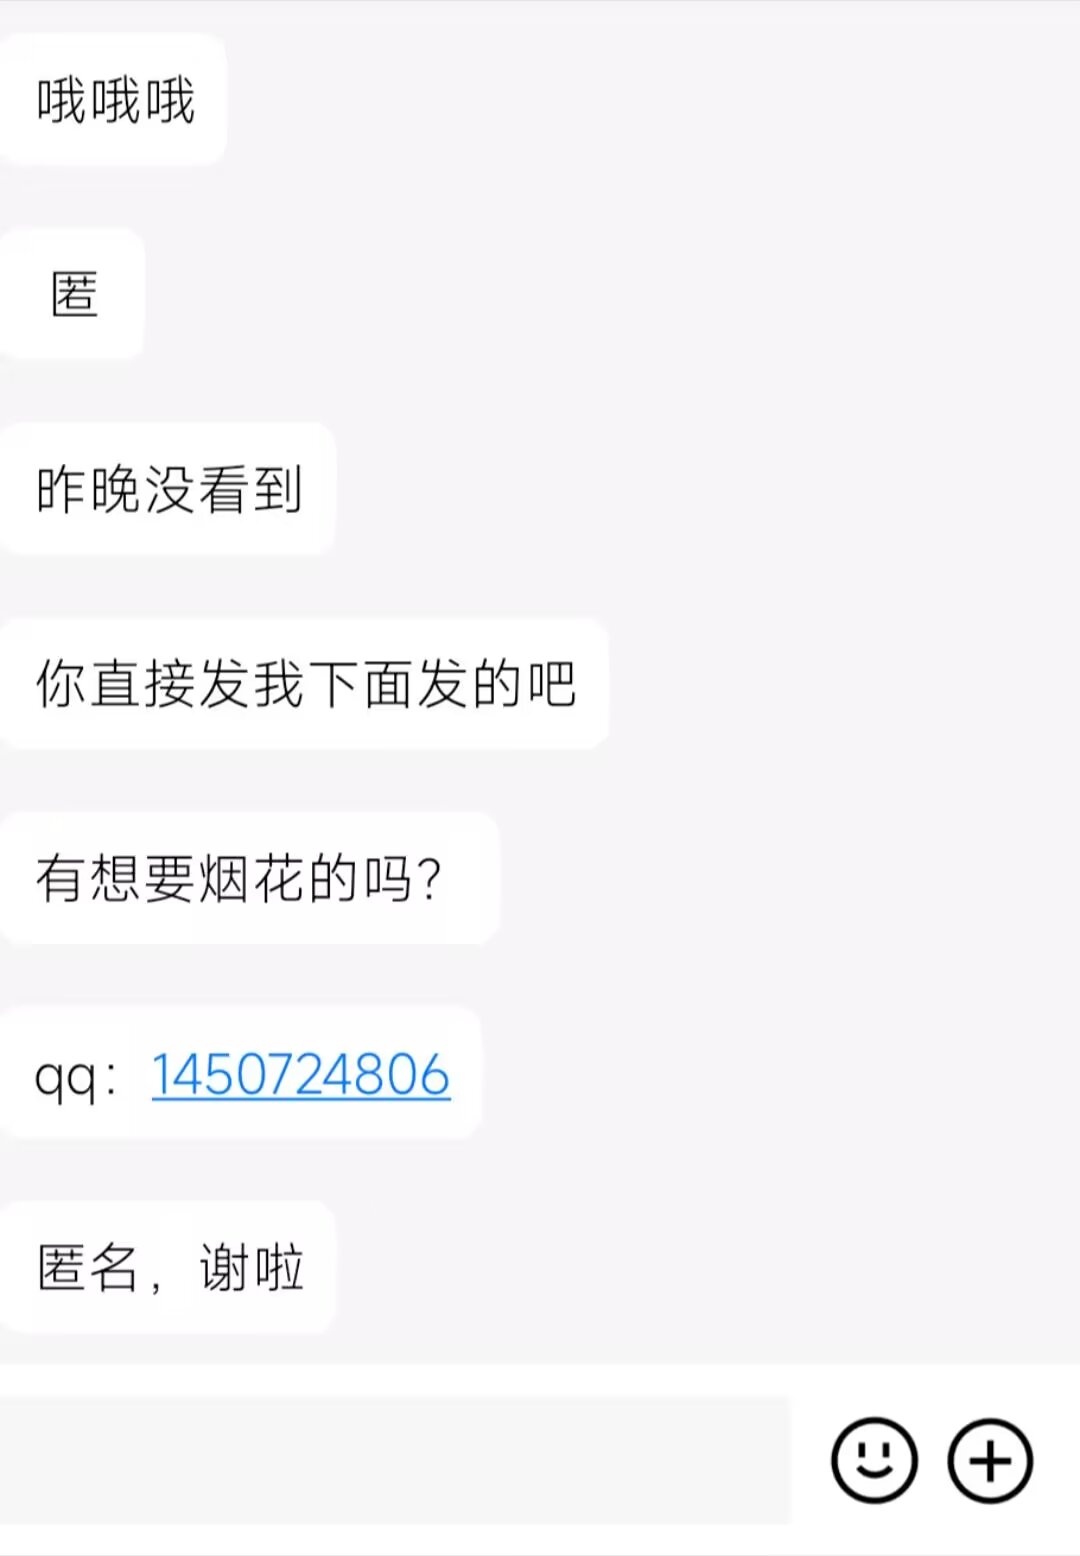 哦哦哦
匿
昨晚没看到
你直接发我下面发的吧
有想要烟花的吗？
qq：1450724806
匿名，谢啦